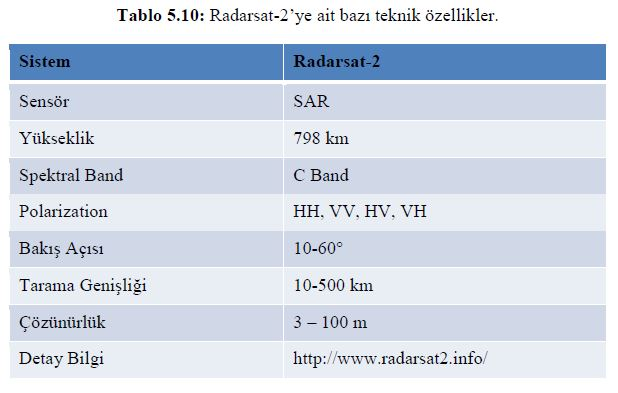 Tablo 5.10: Radarsat-2’ye ait bazı teknik özellikler.
Sistem Radarsat-2
Sensör SAR
Yükseklik 798 km
Spektral Band C Band
Polarization HH, VV, HV, VH
Bakış Açısı 10-60°
Tarama Genişliği 10-500 km
Çözünürlük 3 – 100 m
Detay Bilgi http://www.radarsat2.info/